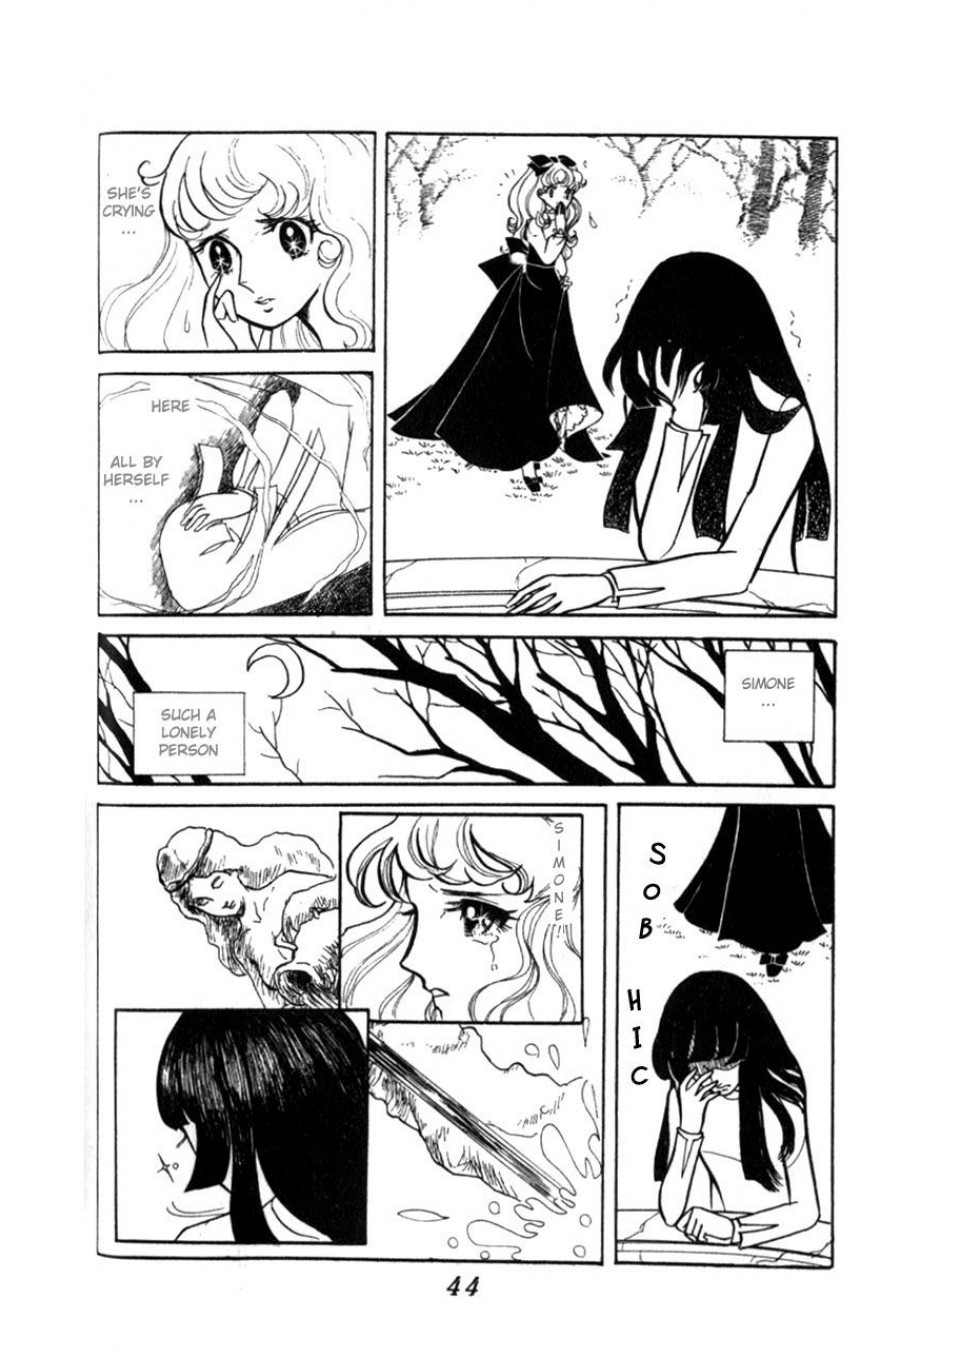 SHE'S
CRYING
...
HERE
ALL BY
HERSELF
...
SIMONE
...
SUCH A
LONELY
PERSON
SIMONE!!
SOB
HIC
44